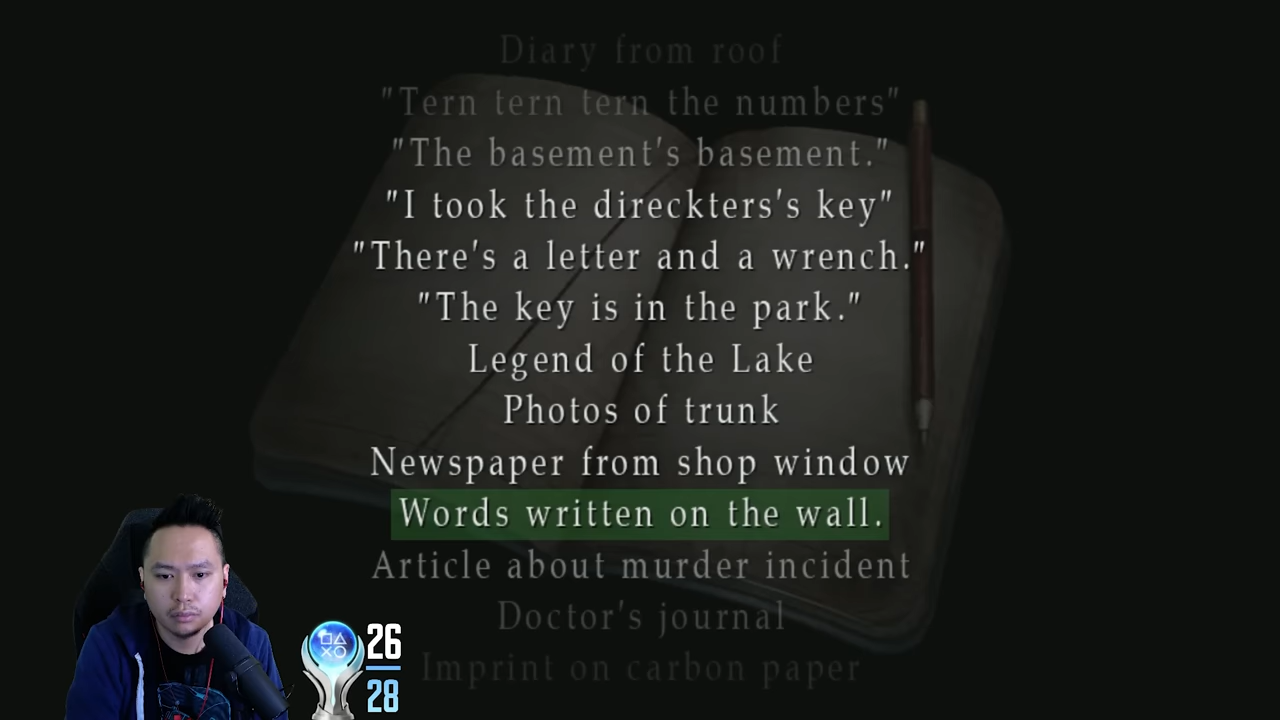 Diary from roof
"Tern tern tern the numbers"
"The basement's basement."
"I took the direckters's key"
"There's a letter and a wrench."
"The key is in the park."
Legend of the Lake
Photos of trunk
Newspaper from shop window
Words written on the wall.
Article about murder incident
Doctor's journal
Imprint on carbon paper
26
28